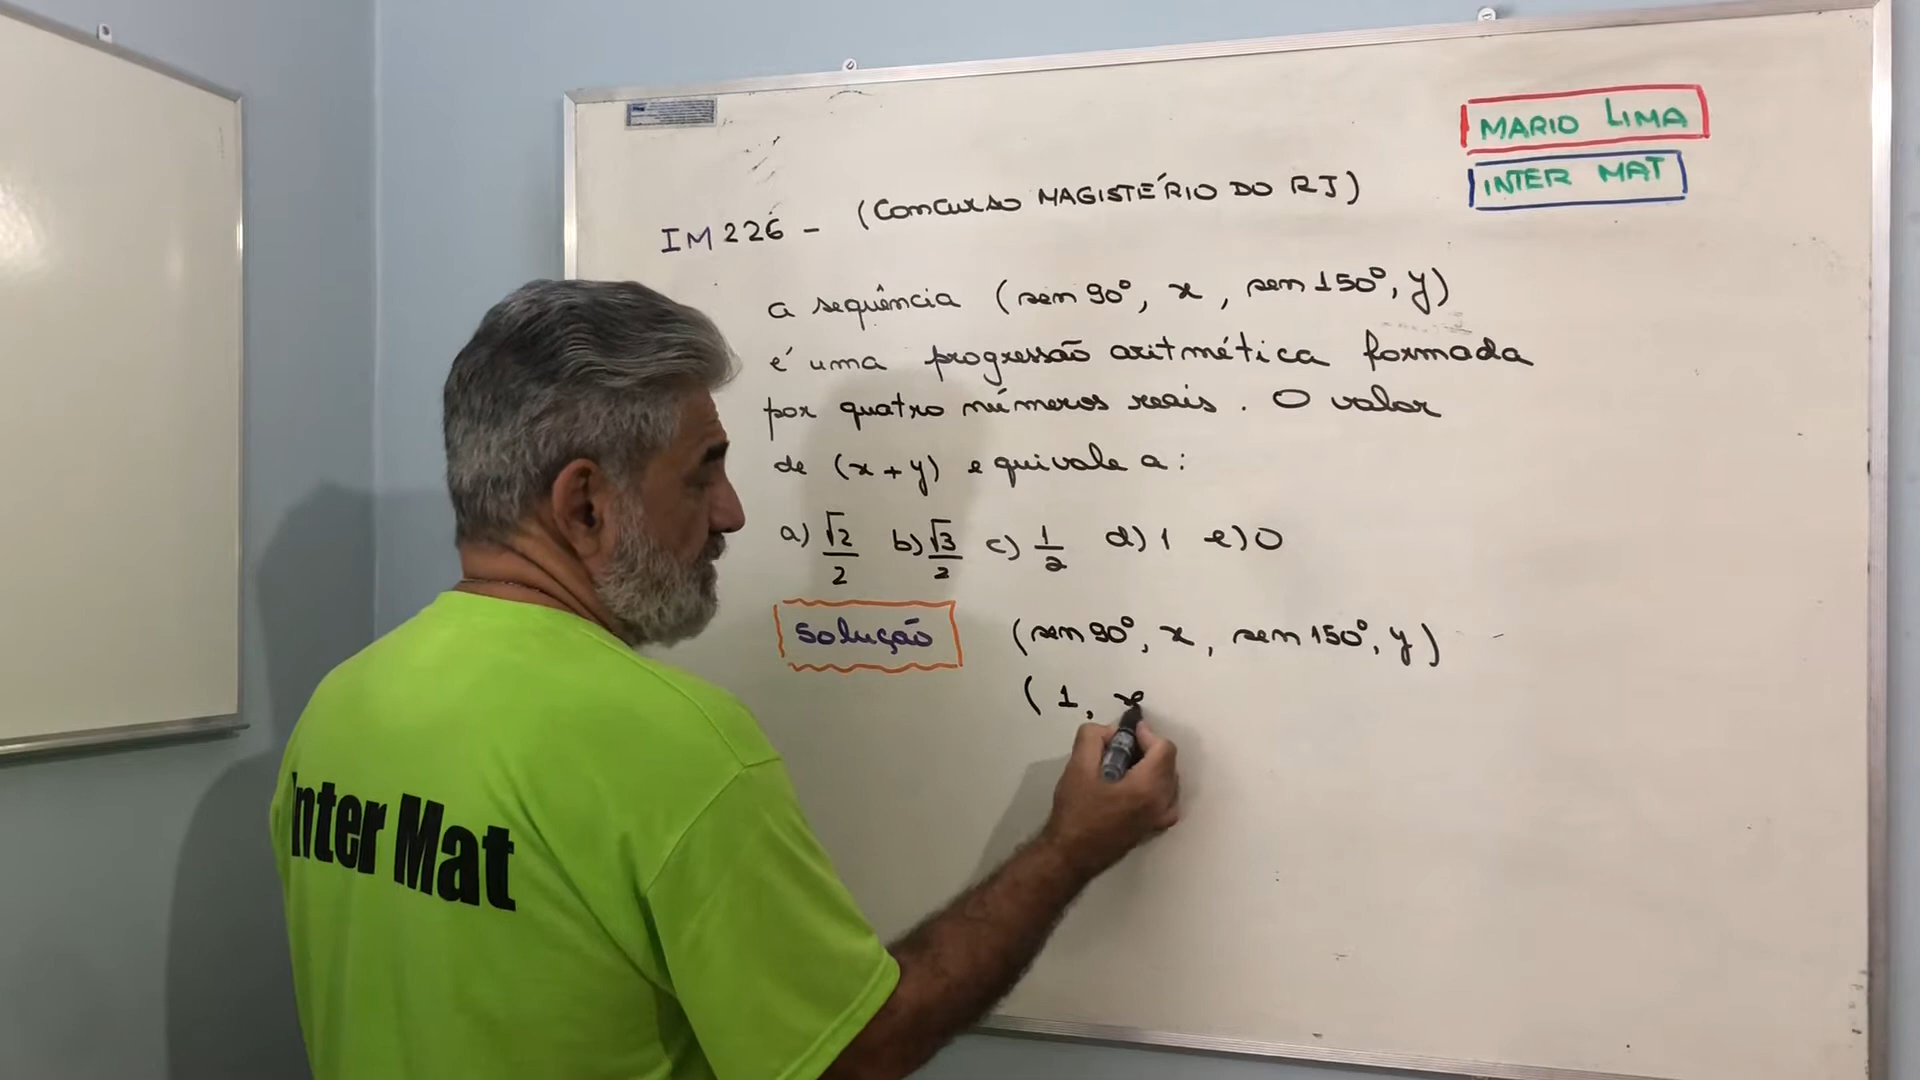 MARIO LIMA
INTER MAT
IM 226 - (CONCURSO MAGISTÉRIO DO RJ)
a sequência (sen 90°, x, sen 150°, y)
é uma progressão aritmética formada
por quatro números reais. O valor
de (x + y) equivale a:
a) √2/2 b) √3/2 c) 1/2 d) 1 e) 0
Solução (sen 90°, x, sen 150°, y)
(1, x
Inter Mat